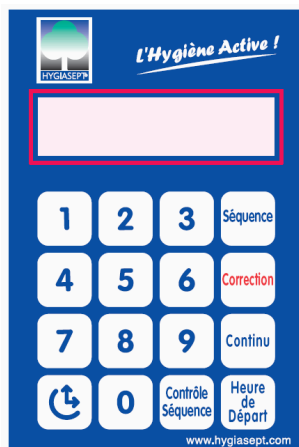 L'Hygiène Active !
HYGIASEPT
1 2 3 Séquence
4 5 6 Correction
7 8 9 Continu
0 Contrôle Séquence Heure de Départ
www.hygiasept.com